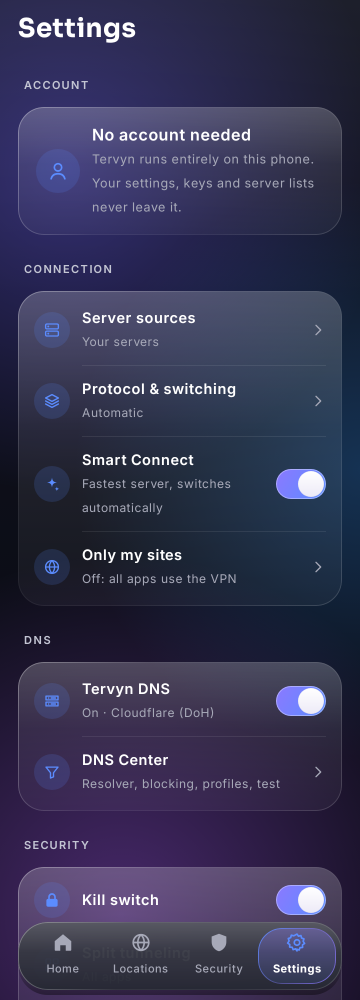 Settings
ACCOUNT
No account needed
Tervyn runs entirely on this phone.
Your settings, keys and server lists
never leave it.
CONNECTION
Server sources
Your servers
Protocol & switching
Automatic
Smart Connect
Fastest server, switches
automatically
Only my sites
Off: all apps use the VPN
DNS
Tervyn DNS
On · Cloudflare (DoH)
DNS Center
Resolver, blocking, profiles, test
SECURITY
Kill switch
Split tunneling
Home Locations Security Settings